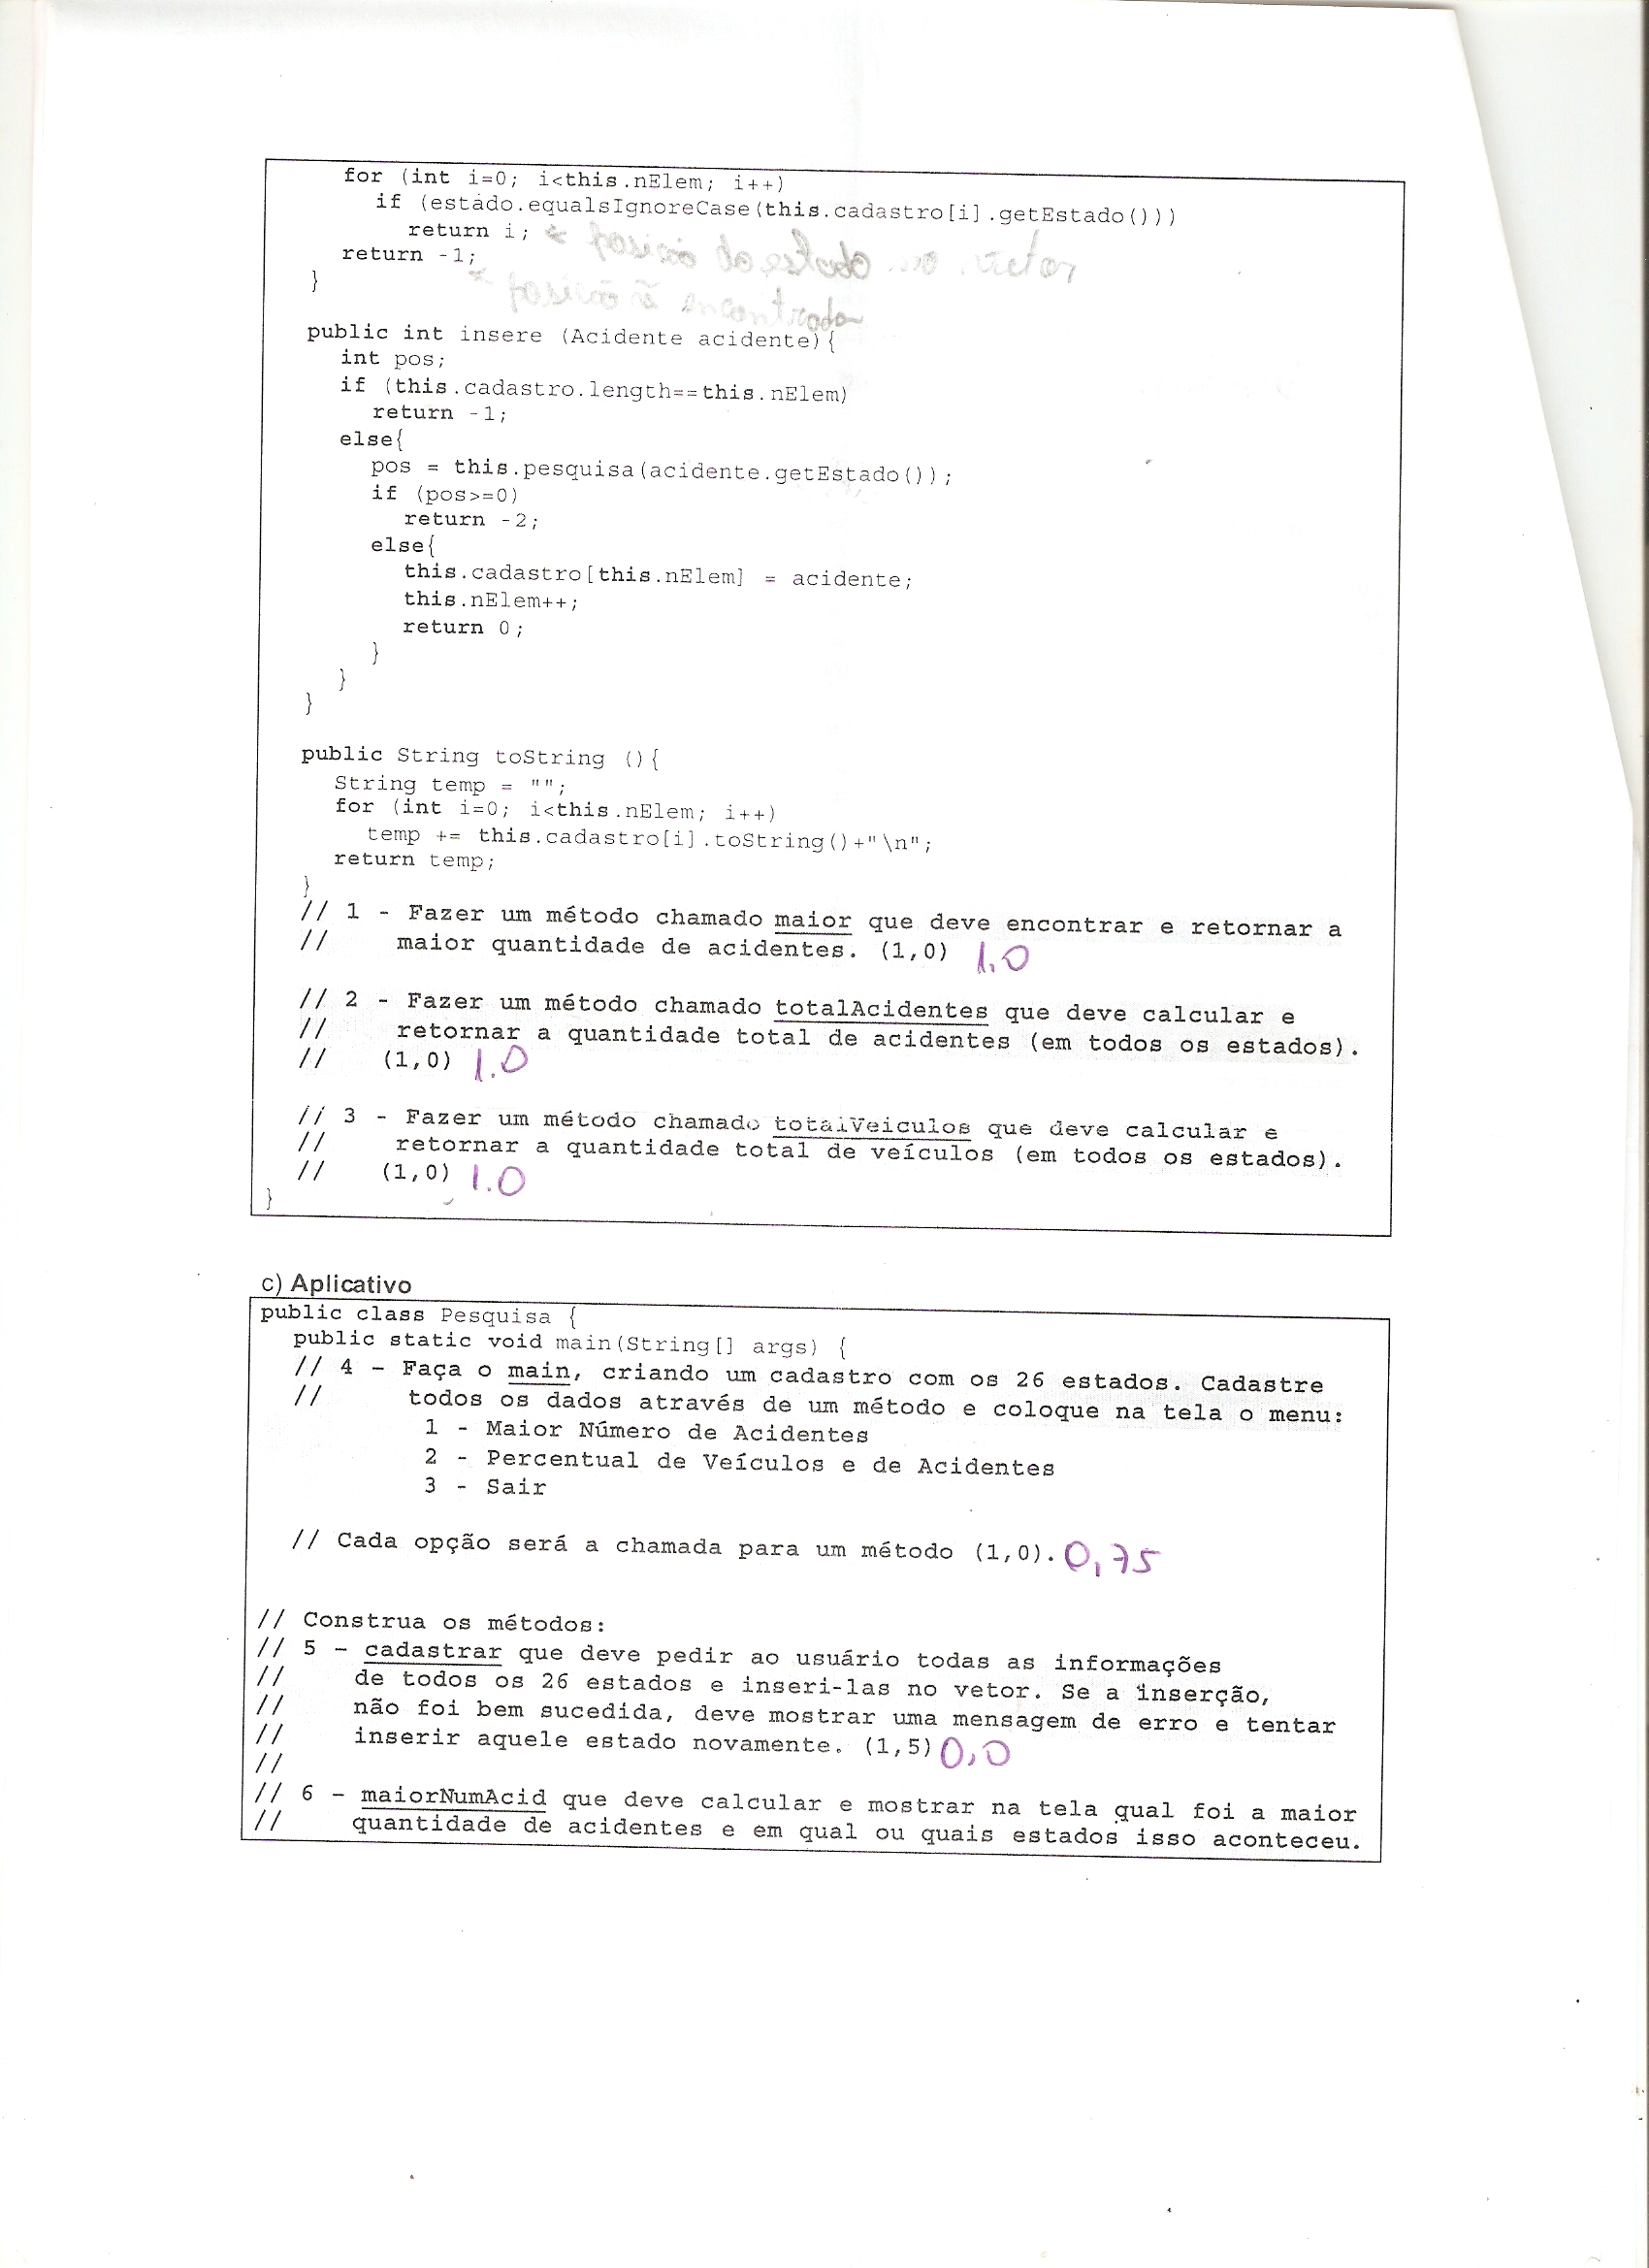 for (int i=0; i<this.nElem; i++)
if (estado.equalsIgnoreCase(this.cadastro[i].getEstado()))
return i; * posição do estado no vetor
return -1;
* posição ñ encontrada
}
public int insere (Acidente acidente){
int pos;
if (this.cadastro.length==this.nElem)
return -1;
else{
pos = this.pesquisa(acidente.getEstado());
if (pos>=0)
return -2;
else{
this.cadastro[this.nElem] = acidente;
this.nElem++;
return 0;
}
}
}
public String toString (){
String temp = "";
for (int i=0; i<this.nElem; i++)
temp += this.cadastro[i].toString()+"\n";
return temp;
}
// 1 - Fazer um método chamado maior que deve encontrar e retornar a
// maior quantidade de acidentes. (1,0) 1,0
// 2 - Fazer um método chamado totalAcidentes que deve calcular e
// retornar a quantidade total de acidentes (em todos os estados).
// (1,0) 1.0
// 3 - Fazer um método chamado totalVeiculos que deve calcular e
// retornar a quantidade total de veículos (em todos os estados).
// (1,0) 1.0
}
c) Aplicativo
public class Pesquisa {
public static void main(String[] args) {
// 4 - Faça o main, criando um cadastro com os 26 estados. Cadastre
// todos os dados através de um método e coloque na tela o menu:
1 - Maior Número de Acidentes
2 - Percentual de Veículos e de Acidentes
3 - Sair
// Cada opção será a chamada para um método (1,0). 0,75
// Construa os métodos:
// 5 - cadastrar que deve pedir ao usuário todas as informações
// de todos os 26 estados e inseri-las no vetor. Se a inserção,
// não foi bem sucedida, deve mostrar uma mensagem de erro e tentar
// inserir aquele estado novamente. (1,5) 0,0
//
// 6 - maiorNumAcid que deve calcular e mostrar na tela qual foi a maior
// quantidade de acidentes e em qual ou quais estados isso aconteceu.